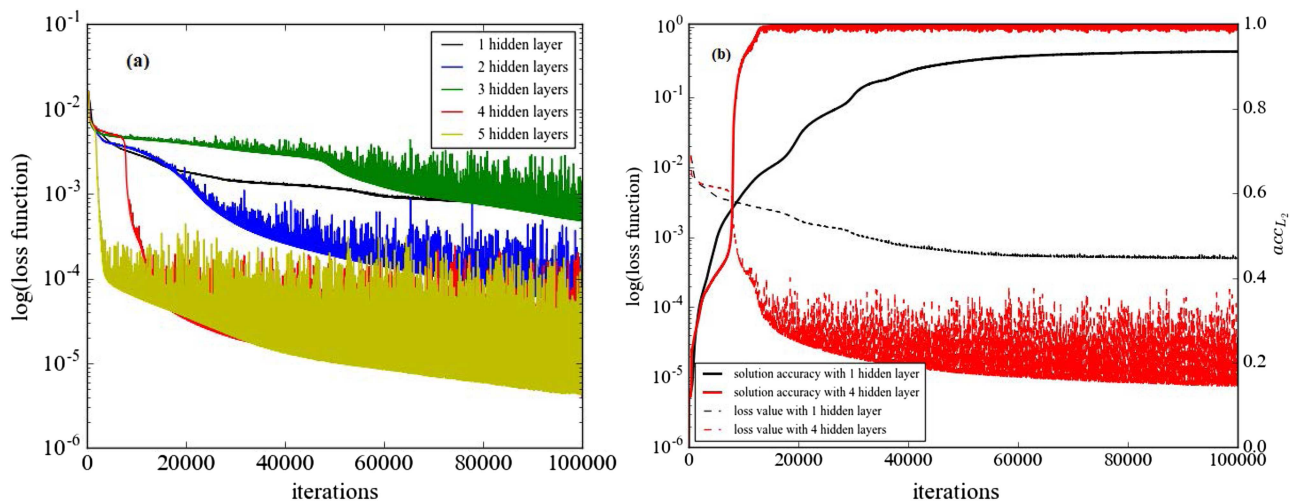 10^-1
10^-2
10^-3
10^-4
10^-5
10^-6
log(loss function)
(a)
1 hidden layer
2 hidden layers
3 hidden layers
4 hidden layers
5 hidden layers
0 20000 40000 60000 80000 100000
iterations
10^0
10^-1
10^-2
10^-3
10^-4
10^-5
10^-6
log(loss function)
(b)
solution accuracy with 1 hidden layer
solution accuracy with 4 hidden layer
loss value with 1 hidden layer
loss value with 4 hidden layers
1.0
0.8
0.6
0.4
0.2
0.0
acc_{L_2}
0 20000 40000 60000 80000 100000
iterations